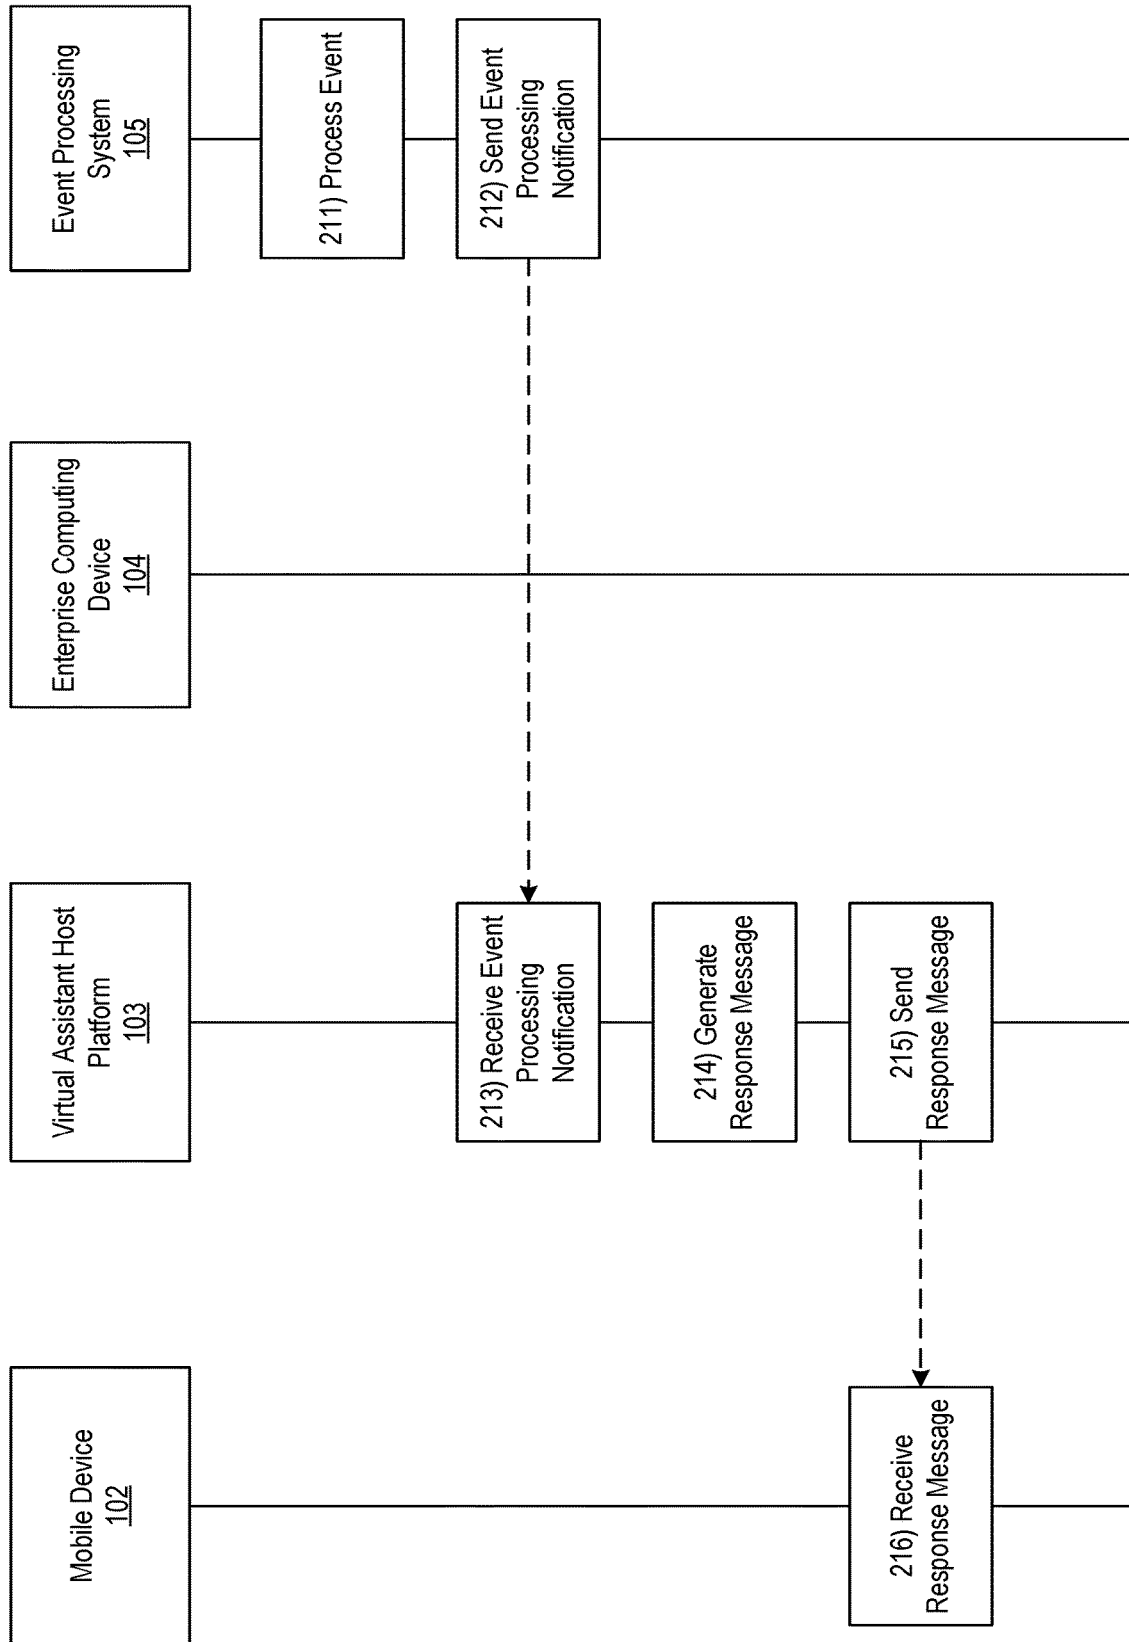 Mobile Device
102
Virtual Assistant Host
Platform
103
Enterprise Computing
Device
104
Event Processing
System
105
211) Process Event
212) Send Event
Processing
Notification
213) Receive Event
Processing
Notification
214) Generate
Response Message
215) Send
Response Message
216) Receive
Response Message